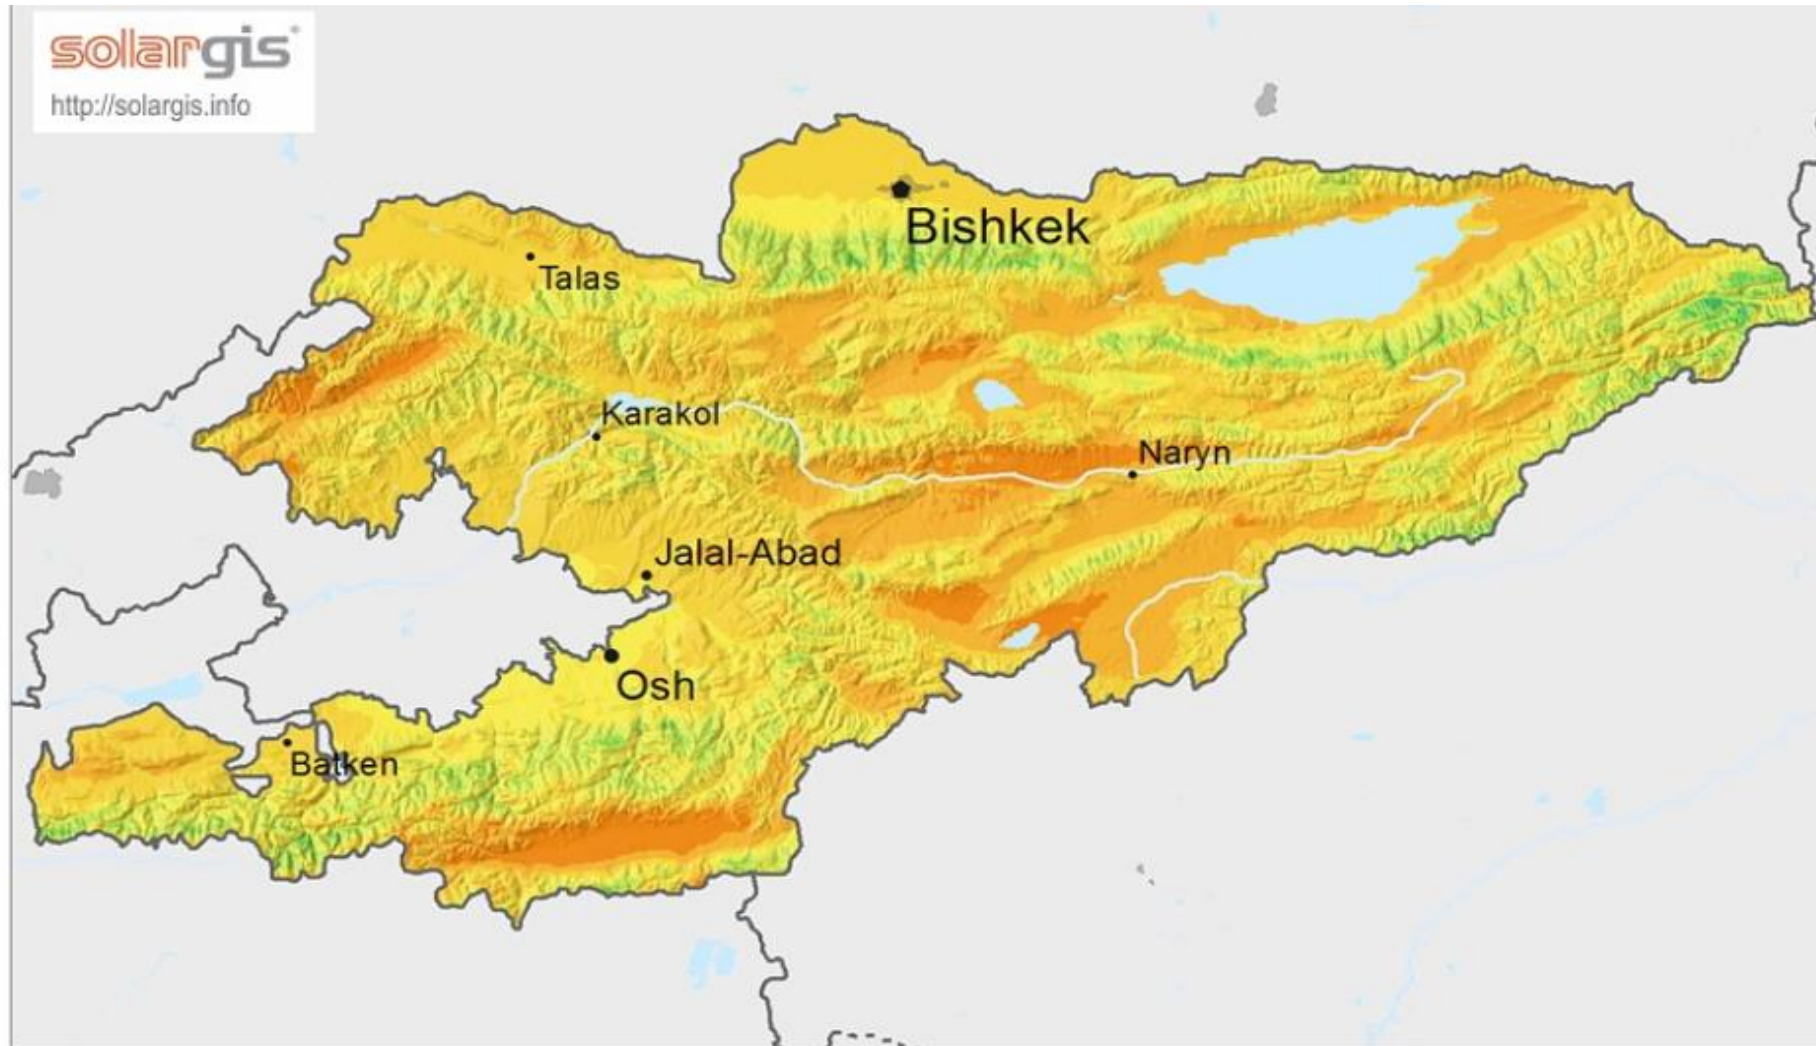 solargis
http://solargis.info
Bishkek
Talas
Karakol
Naryn
Jalal-Abad
Osh
Batken